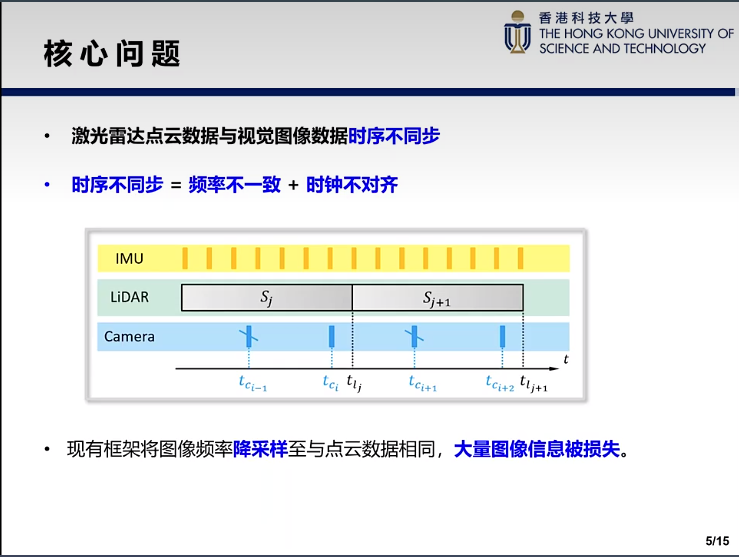 香港科技大學
THE HONG KONG UNIVERSITY OF
SCIENCE AND TECHNOLOGY
核心问题
• 激光雷达点云数据与视觉图像数据时序不同步
• 时序不同步 = 频率不一致 + 时钟不对齐
IMU
LiDAR S_j S_{j+1}
Camera
t
t_{c_{i-1}} t_{c_i} t_{l_j} t_{c_{i+1}} t_{c_{i+2}} t_{l_{j+1}}
• 现有框架将图像频率降采样至与点云数据相同，大量图像信息被损失。
5/15